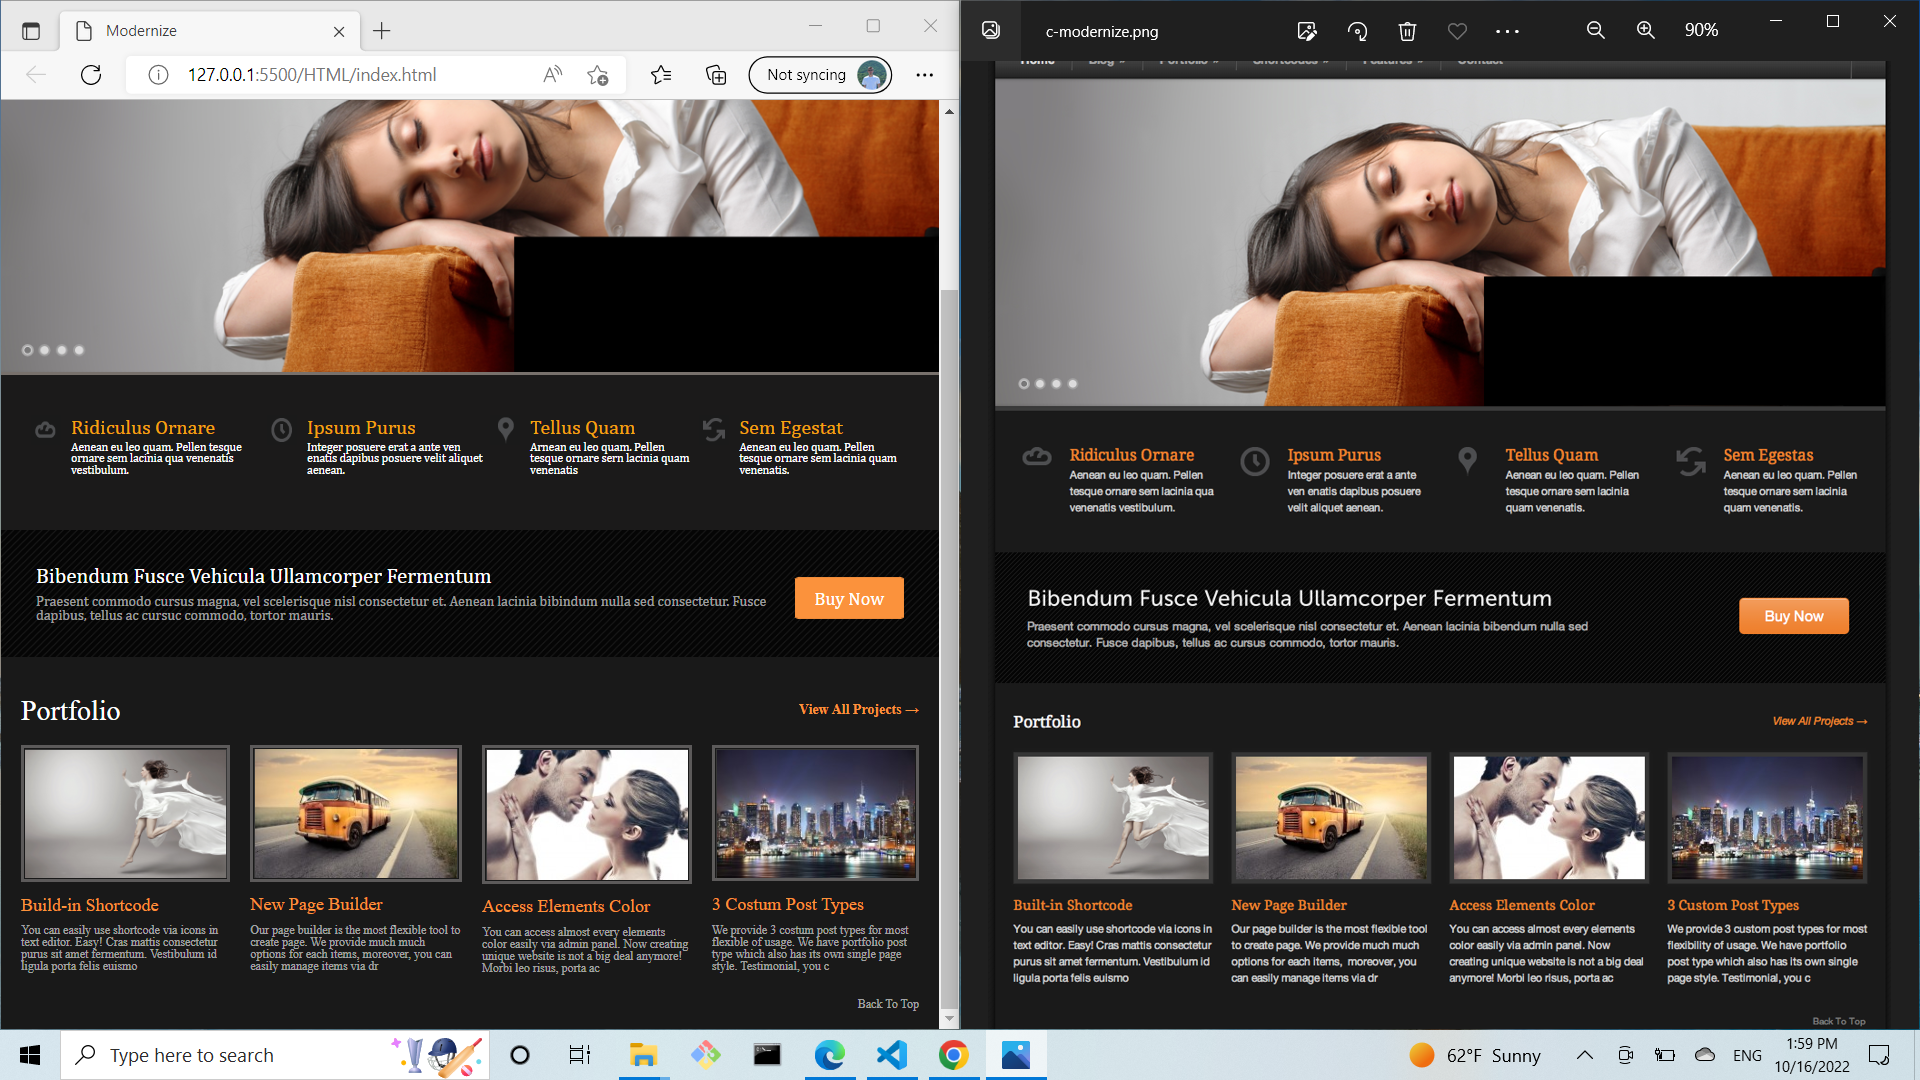 Modernize
127.0.0.1:5500/HTML/index.html
Not syncing
Ridiculus Ornare
Aenean eu leo quam. Pellen tesque
ornare sem lacinia qua venenatis
vestibulum.
Ipsum Purus
Integer posuere erat a ante ven
enatis dapibus posuere velit aliquet
aenean.
Tellus Quam
Arnean eu leo quam. Pellen
tesque ornare sern lacinia quam
venenatis
Sem Egestat
Aenean eu leo quam. Pellen
tesque ornare sem lacinia quam
venenatis.
Bibendum Fusce Vehicula Ullamcorper Fermentum
Praesent commodo cursus magna, vel scelerisque nisl consectetur et. Aenean lacinia bibindum nulla sed consectetur. Fusce
dapibus, tellus ac cursuc commodo, tortor mauris.
Buy Now
Portfolio
View All Projects →
Build-in Shortcode
You can easily use shortcode via icons in
text editor. Easy! Cras mattis consectetur
purus sit amet fermentum. Vestibulum id
ligula porta felis euismo
New Page Builder
Our page builder is the most flexible tool to
create page. We provide much much
options for each items, moreover, you can
easily manage items via dr
Access Elements Color
You can access almost every elements
color easily via admin panel. Now creating
unique website is not a big deal anymore!
Morbi leo risus, porta ac
3 Costum Post Types
We provide 3 costum post types for most
flexible of usage. We have portfolio post
type which also has its own single page
style. Testimonial, you c
Back To Top
c-modernize.png
90%
Home Blog » Portfolio » Shortcodes » Features » Contact
Ridiculus Ornare
Aenean eu leo quam. Pellen
tesque ornare sem lacinia qua
venenatis vestibulum.
Ipsum Purus
Integer posuere erat a ante
ven enatis dapibus posuere
velit aliquet aenean.
Tellus Quam
Aenean eu leo quam. Pellen
tesque ornare sem lacinia
quam venenatis.
Sem Egestas
Aenean eu leo quam. Pellen
tesque ornare sem lacinia
quam venenatis.
Bibendum Fusce Vehicula Ullamcorper Fermentum
Praesent commodo cursus magna, vel scelerisque nisl consectetur et. Aenean lacinia bibendum nulla sed
consectetur. Fusce dapibus, tellus ac cursus commodo, tortor mauris.
Buy Now
Portfolio
View All Projects →
Built-in Shortcode
You can easily use shortcode via icons in
text editor. Easy! Cras mattis consectetur
purus sit amet fermentum. Vestibulum id
ligula porta felis euismo
New Page Builder
Our page builder is the most flexible tool
to create page. We provide much much
options for each items, moreover, you
can easily manage items via dr
Access Elements Color
You can access almost every elements
color easily via admin panel. Now
creating unique website is not a big deal
anymore! Morbi leo risus, porta ac
3 Custom Post Types
We provide 3 custom post types for most
flexibility of usage. We have portfolio
post type which also has its own single
page style. Testimonial, you c
Back To Top
Type here to search
62°F Sunny
ENG
1:59 PM
10/16/2022